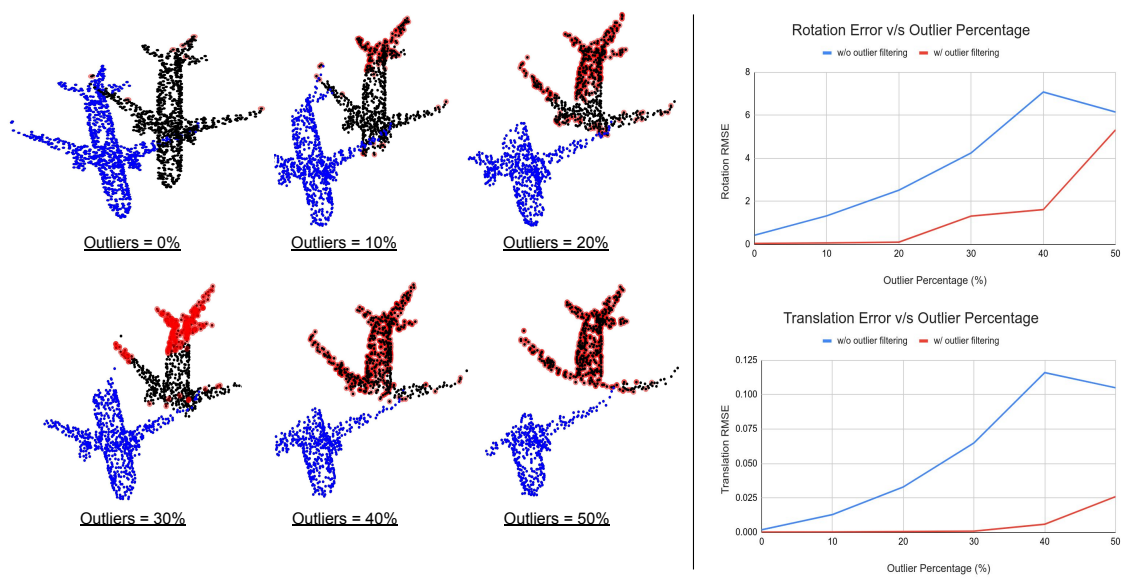 Outliers = 0%
Outliers = 10%
Outliers = 20%
Outliers = 30%
Outliers = 40%
Outliers = 50%
Rotation Error v/s Outlier Percentage
w/o outlier filtering w/ outlier filtering
8
6
4
2
0
Rotation RMSE
0 10 20 30 40 50
Outlier Percentage (%)
Translation Error v/s Outlier Percentage
w/o outlier filtering w/ outlier filtering
0.125
0.100
0.075
0.050
0.025
0.000
Translation RMSE
0 10 20 30 40 50
Outlier Percentage (%)